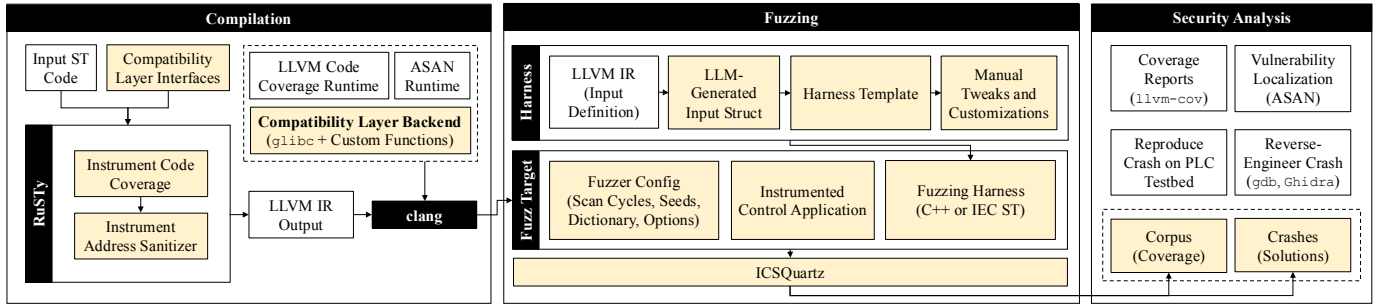 Compilation
Input ST
Code
Compatibility
Layer Interfaces
LLVM Code
Coverage Runtime
ASAN
Runtime
Compatibility Layer Backend
(glibc + Custom Functions)
RuSTy
Instrument Code
Coverage
Instrument
Address Sanitizer
LLVM IR
Output
clang
Fuzzing
Harness
LLVM IR
(Input
Definition)
LLM-
Generated
Input Struct
Harness Template
Manual
Tweaks and
Customizations
Fuzz Target
Fuzzer Config
(Scan Cycles, Seeds,
Dictionary, Options)
Instrumented
Control Application
Fuzzing Harness
(C++ or IEC ST)
ICSQuartz
Security Analysis
Coverage
Reports
(llvm-cov)
Vulnerability
Localization
(ASAN)
Reproduce
Crash on PLC
Testbed
Reverse-
Engineer Crash
(gdb, Ghidra)
Corpus
(Coverage)
Crashes
(Solutions)